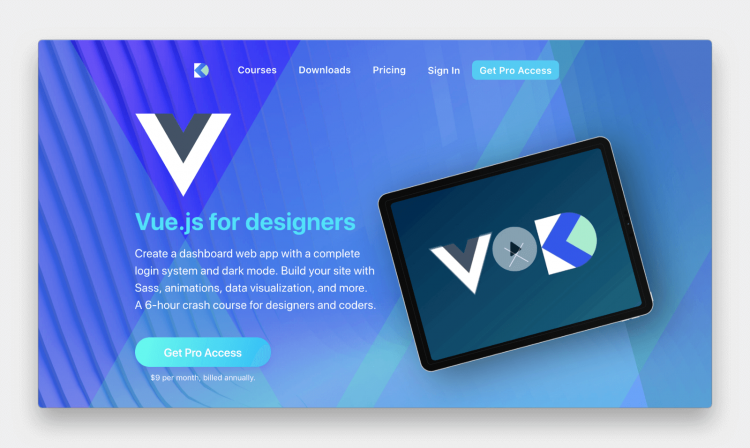 Courses Downloads Pricing Sign In Get Pro Access
Vue.js for designers
Create a dashboard web app with a complete
login system and dark mode. Build your site with
Sass, animations, data visualization, and more.
A 6-hour crash course for designers and coders.
Get Pro Access
$9 per month, billed annually.